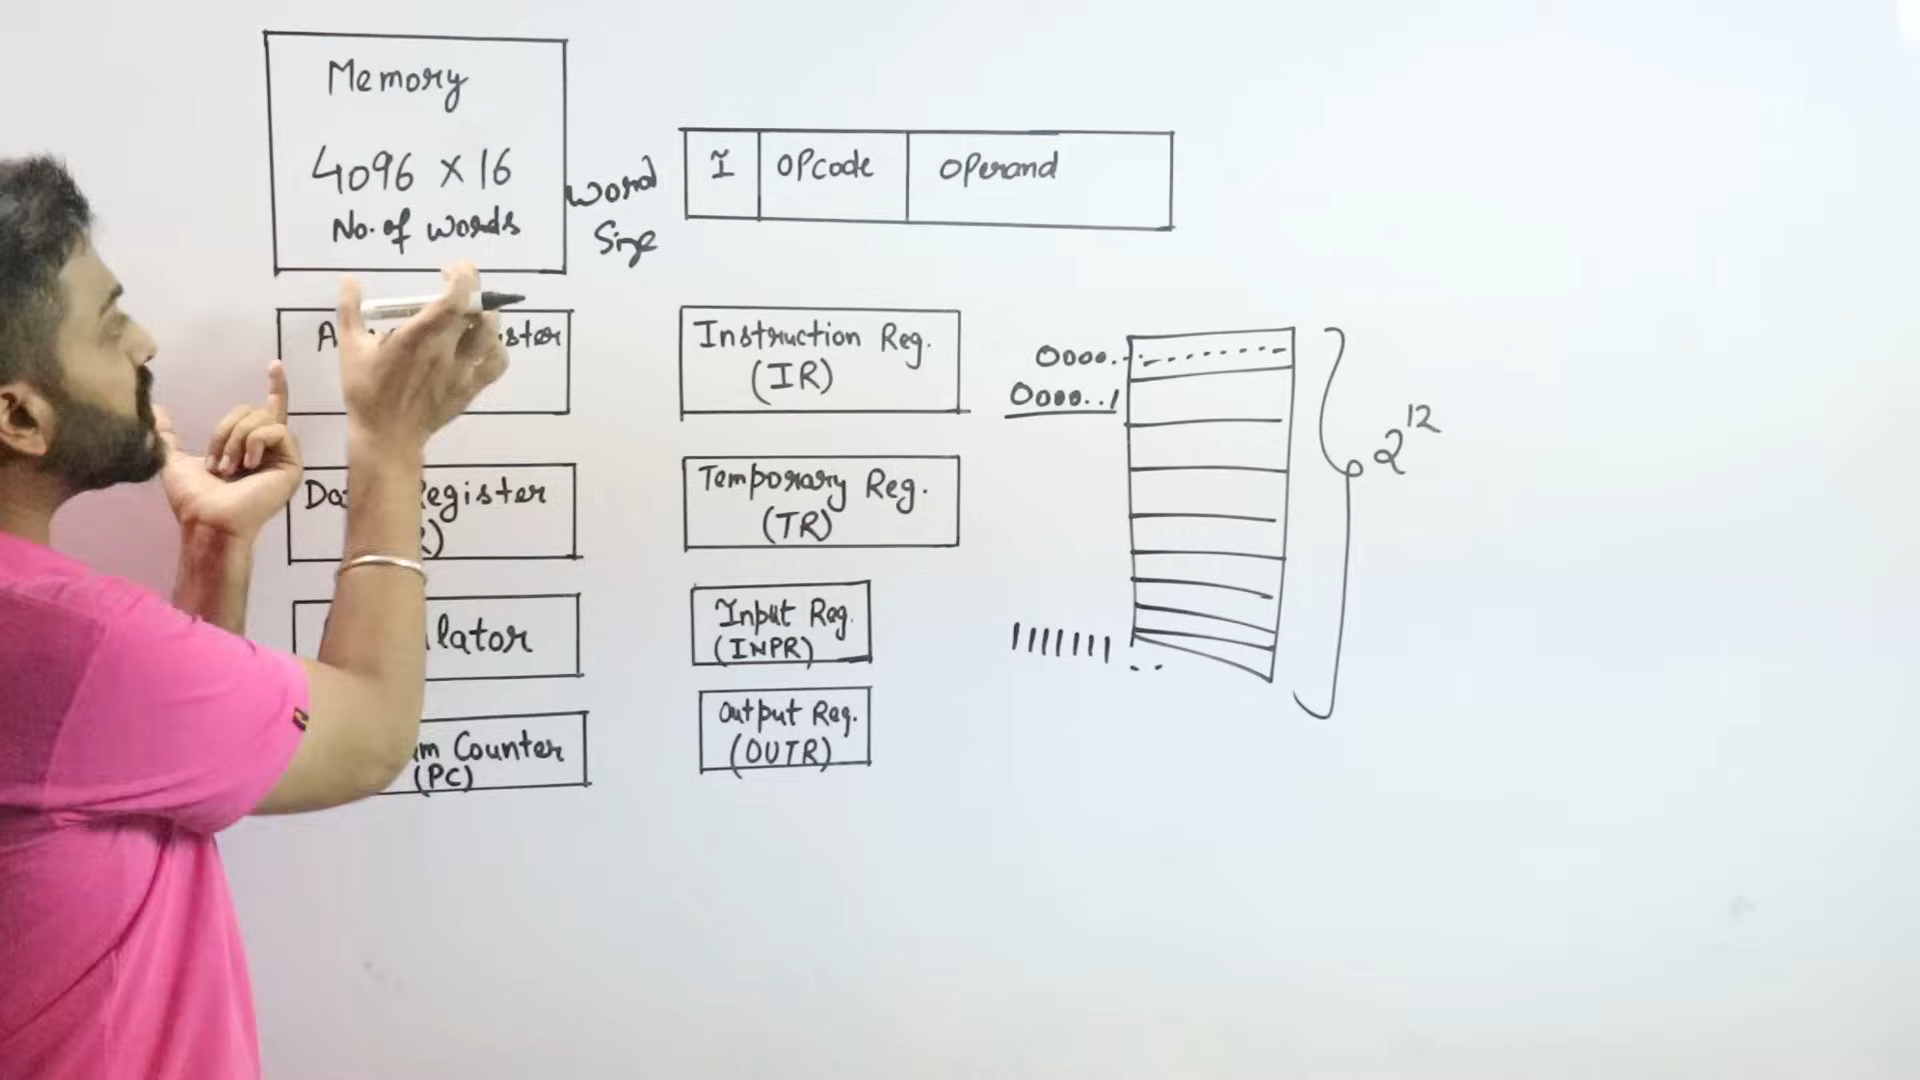 Memory
4096 × 16
No. of words
Word
Size
I OPcode Operand
Instruction Reg.
(IR)
Register
Temporary Reg.
(TR)
Input Reg.
(INPR)
lator
Output Reg.
(OUTR)
Counter
(PC)
0000..
0000..1
1111111
2^12